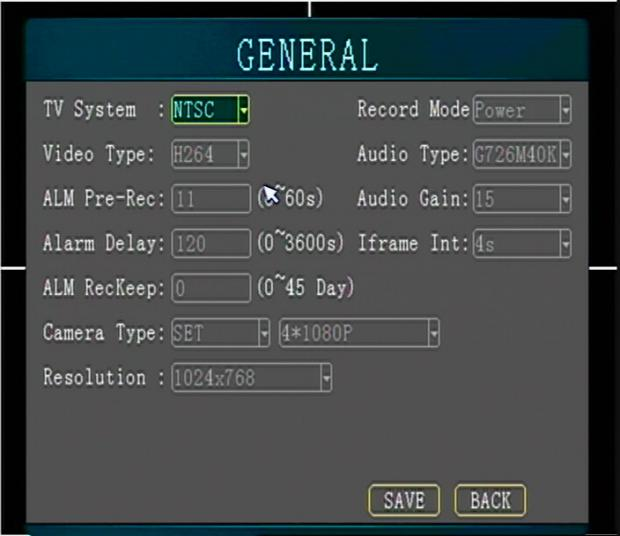 GENERAL
TV System : NTSC Record Mode Power
Video Type: H264 Audio Type: G726M40K
ALM Pre-Rec: 11 ( ~60s) Audio Gain: 15
Alarm Delay: 120 (0~3600s) Iframe Int: 4s
ALM RecKeep: 0 (0~45 Day)
Camera Type: SET 4*1080P
Resolution : 1024x768
SAVE BACK